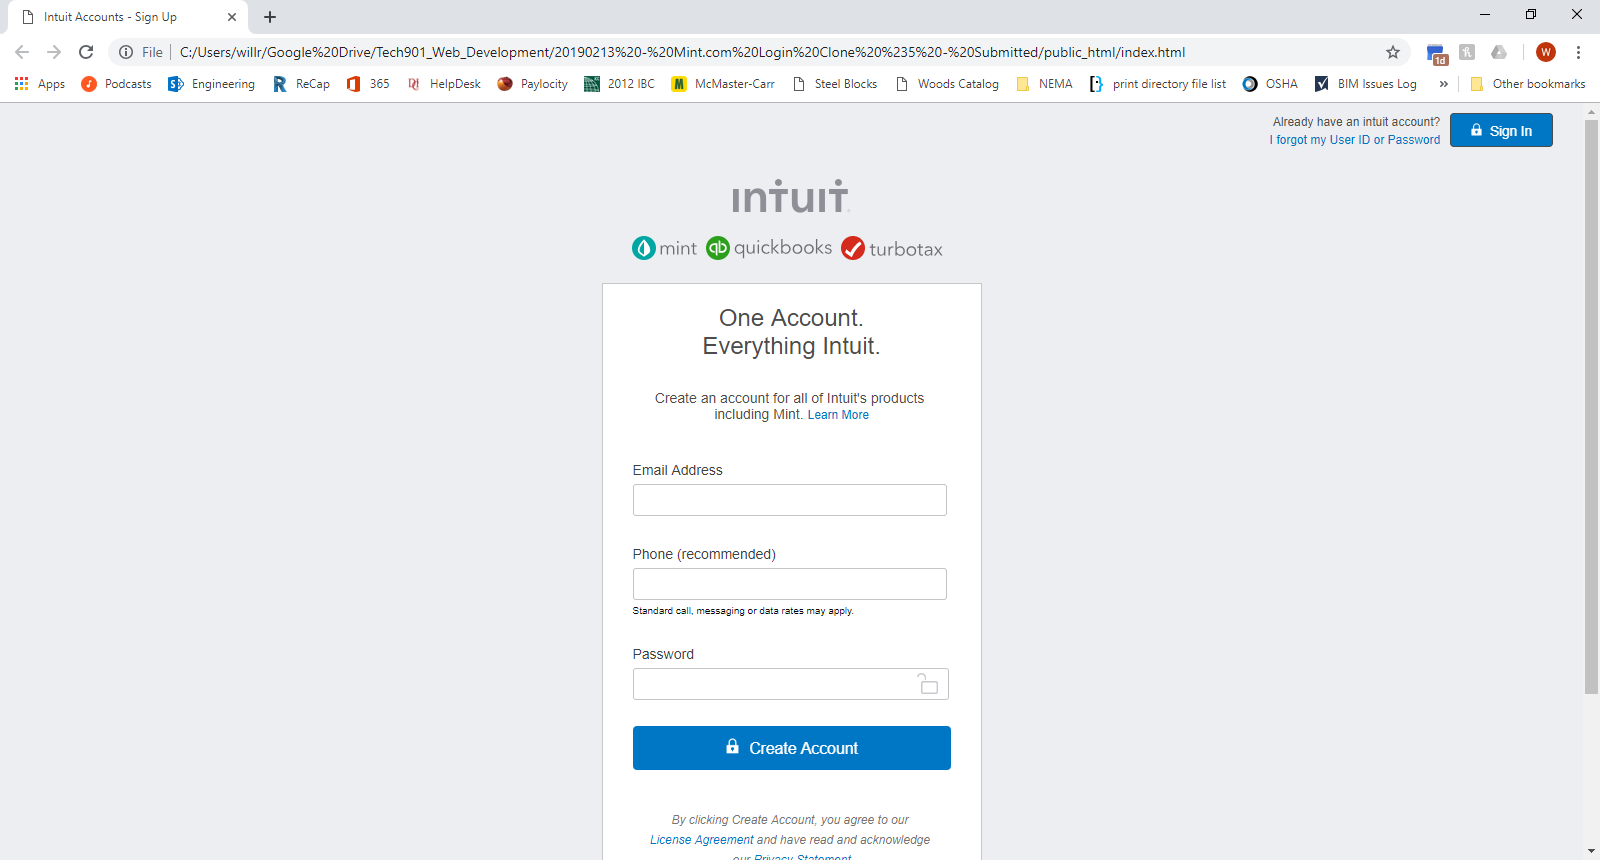 Intuit Accounts - Sign Up
File C:/Users/willr/Google%20Drive/Tech901_Web_Development/20190213%20-%20Mint.com%20Login%20Clone%20%235%20-%20Submitted/public_html/index.html
1d
W
Apps Podcasts Engineering ReCap 365 HelpDesk Paylocity 2012 IBC McMaster-Carr Steel Blocks Woods Catalog NEMA print directory file list OSHA BIM Issues Log » Other bookmarks
Already have an intuit account?
I forgot my User ID or Password
Sign In
intuit
mint qb quickbooks turbotax
One Account.
Everything Intuit.
Create an account for all of Intuit's products
including Mint. Learn More
Email Address
Phone (recommended)
Standard call, messaging or data rates may apply.
Password
Create Account
By clicking Create Account, you agree to our
License Agreement and have read and acknowledge
our Privacy Statement